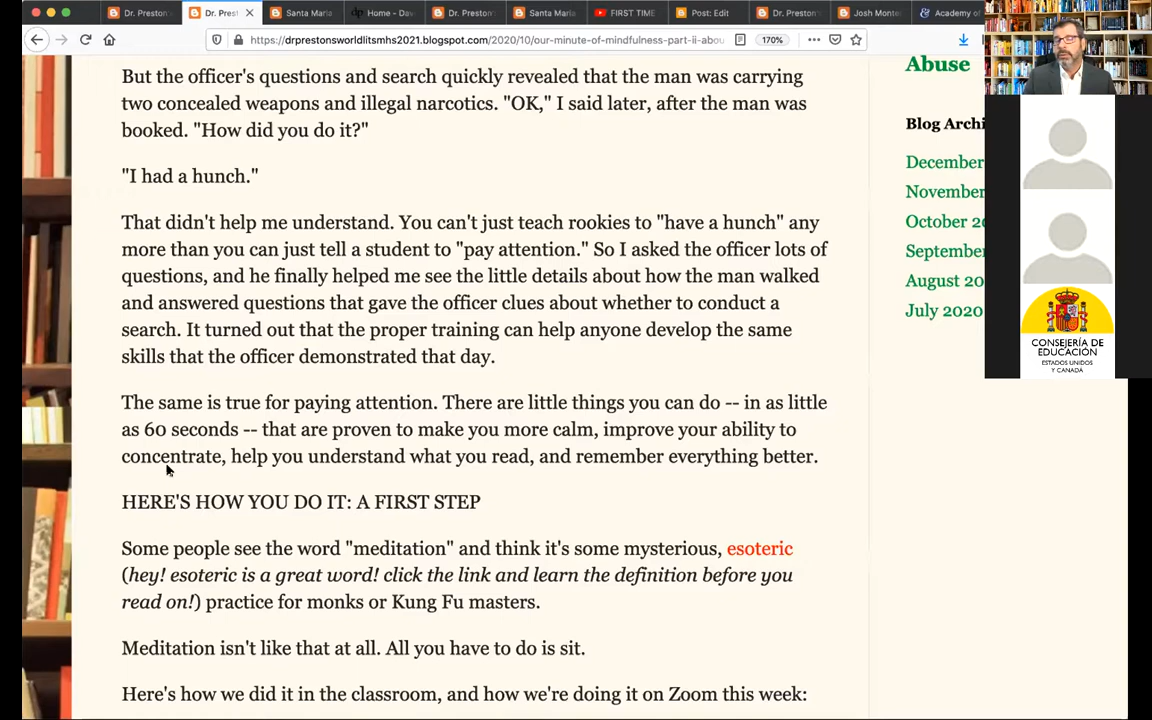 Dr. Preston
Dr. Prest
Santa Maria
Home – Dav
Dr. Preston
Santa Maria
FIRST TIME
Post: Edit
Dr. Preston
Josh Monte
Academy of
https://drprestonsworldsmhs2021.blogspot.com/2020/10/our-minute-of-mindfulness-part-ii-abou
170%
But the officer's questions and search quickly revealed that the man was carrying
two concealed weapons and illegal narcotics. "OK," I said later, after the man was
booked. "How did you do it?"
"I had a hunch."
That didn't help me understand. You can't just teach rookies to "have a hunch" any
more than you can just tell a student to "pay attention." So I asked the officer lots of
questions, and he finally helped me see the little details about how the man walked
and answered questions that gave the officer clues about whether to conduct a
search. It turned out that the proper training can help anyone develop the same
skills that the officer demonstrated that day.
The same is true for paying attention. There are little things you can do -- in as little
as 60 seconds -- that are proven to make you more calm, improve your ability to
concentrate, help you understand what you read, and remember everything better.
HERE'S HOW YOU DO IT: A FIRST STEP
Some people see the word "meditation" and think it's some mysterious, esoteric
(hey! esoteric is a great word! click the link and learn the definition before you
read on!) practice for monks or Kung Fu masters.
Meditation isn't like that at all. All you have to do is sit.
Here's how we did it in the classroom, and how we're doing it on Zoom this week:
Abuse
Blog Archi
December
November
October 20
September
August 20
July 2020
CONSEJERÍA DE
EDUCACIÓN
ESTADOS UNIDOS
Y CANADÁ